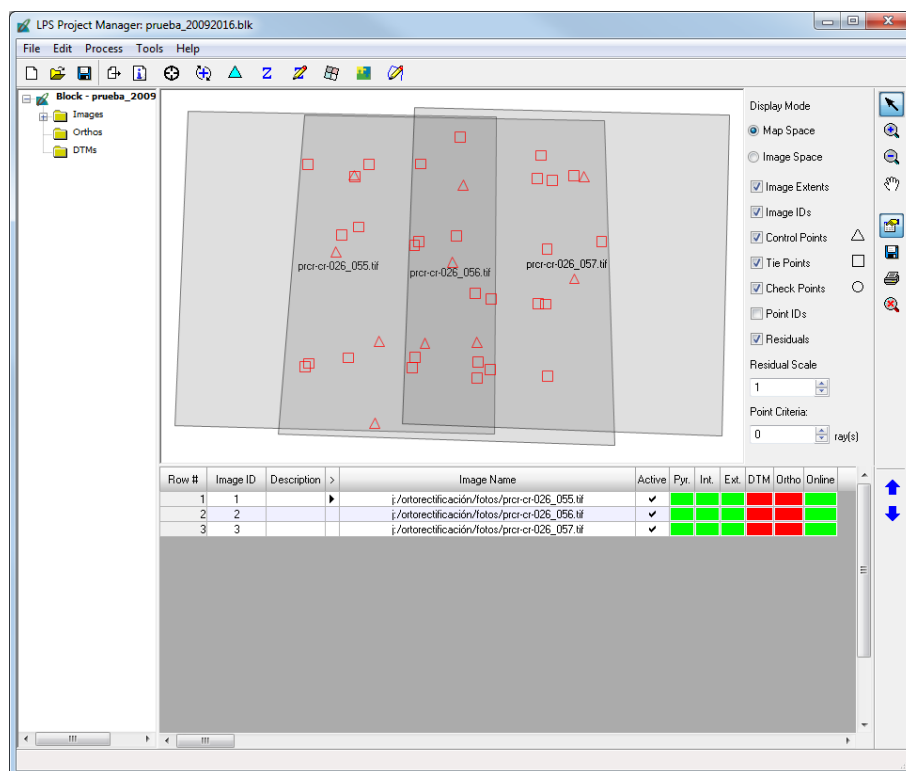 LPS Project Manager: prueba_20092016.blk
File Edit Process Tools Help
Block - prueba_2009
Images
Orthos
DTMs
prcr-cr-026_055.tif
prcr-cr-026_056.tif
prcr-cr-026_057.tif
Display Mode
Map Space
Image Space
Image Extents
Image IDs
Control Points
Tie Points
Check Points
Point IDs
Residuals
Residual Scale
1
Point Criteria:
0 ray(s)
Row # Image ID Description > Image Name Active Pyr. Int. Ext. DTM Ortho Online
1 1 j:/ortorectificación/fotos/prcr-cr-026_055.tif
2 2 j:/ortorectificación/fotos/prcr-cr-026_056.tif
3 3 j:/ortorectificación/fotos/prcr-cr-026_057.tif